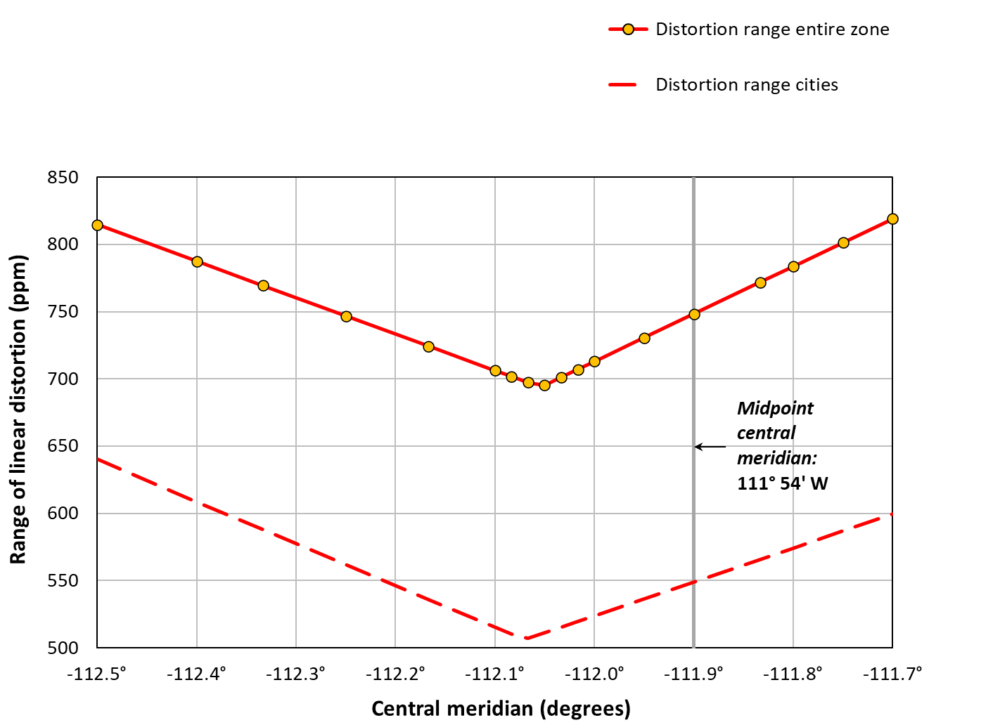 Distortion range entire zone
Distortion range cities
Range of linear distortion (ppm)
850
800
750
700
650
600
550
500
Midpoint
central
meridian:
111° 54' W
-112.5° -112.4° -112.3° -112.2° -112.1° -112.0° -111.9° -111.8° -111.7°
Central meridian (degrees)